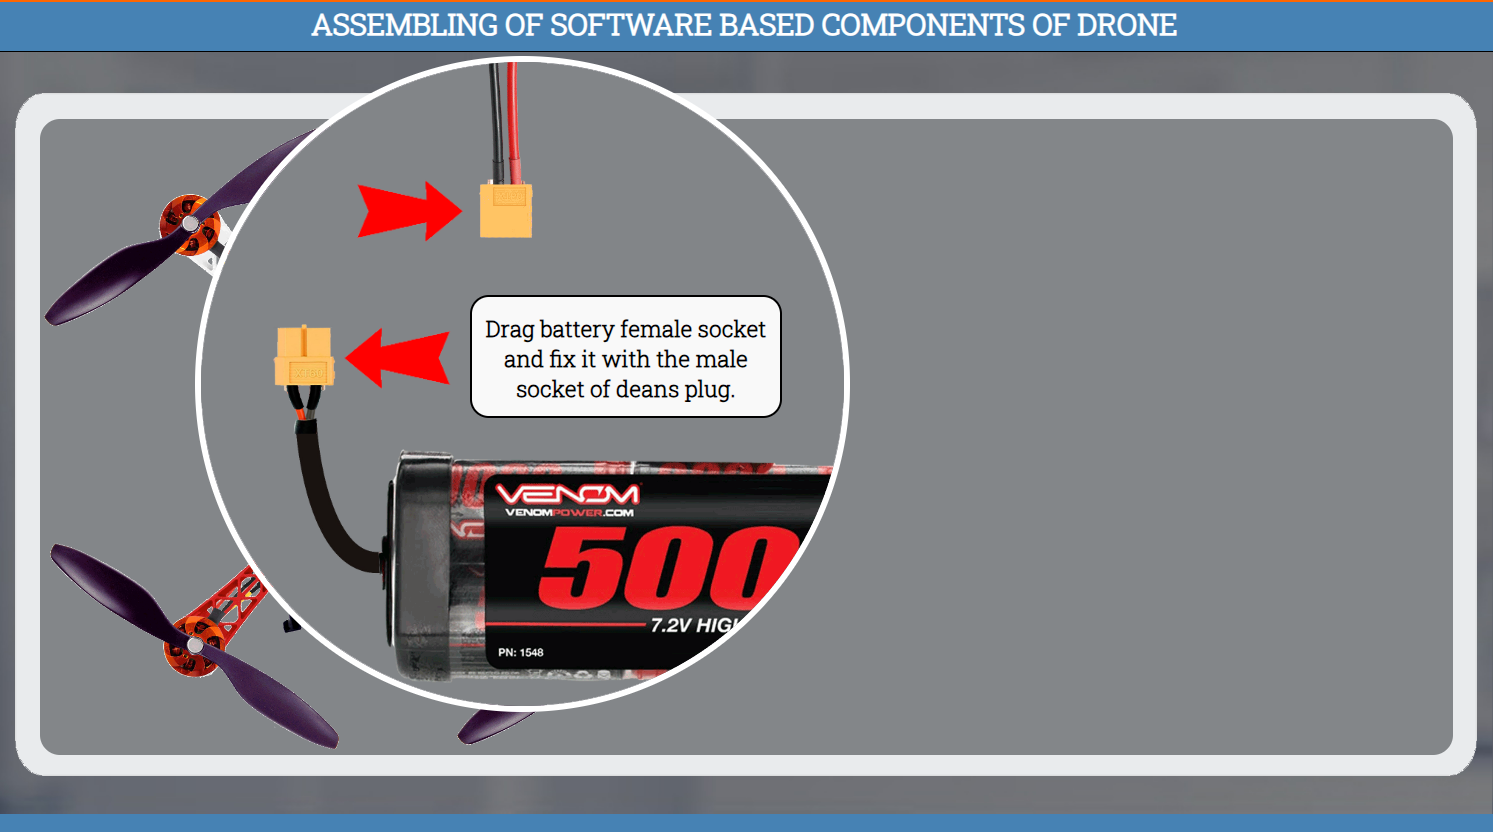 ASSEMBLING OF SOFTWARE BASED COMPONENTS OF DRONE
Drag battery female socket
and fix it with the male
socket of deans plug.
VENOM
VENOMPOWER.COM
500
7.2V HIGH
PN: 1548